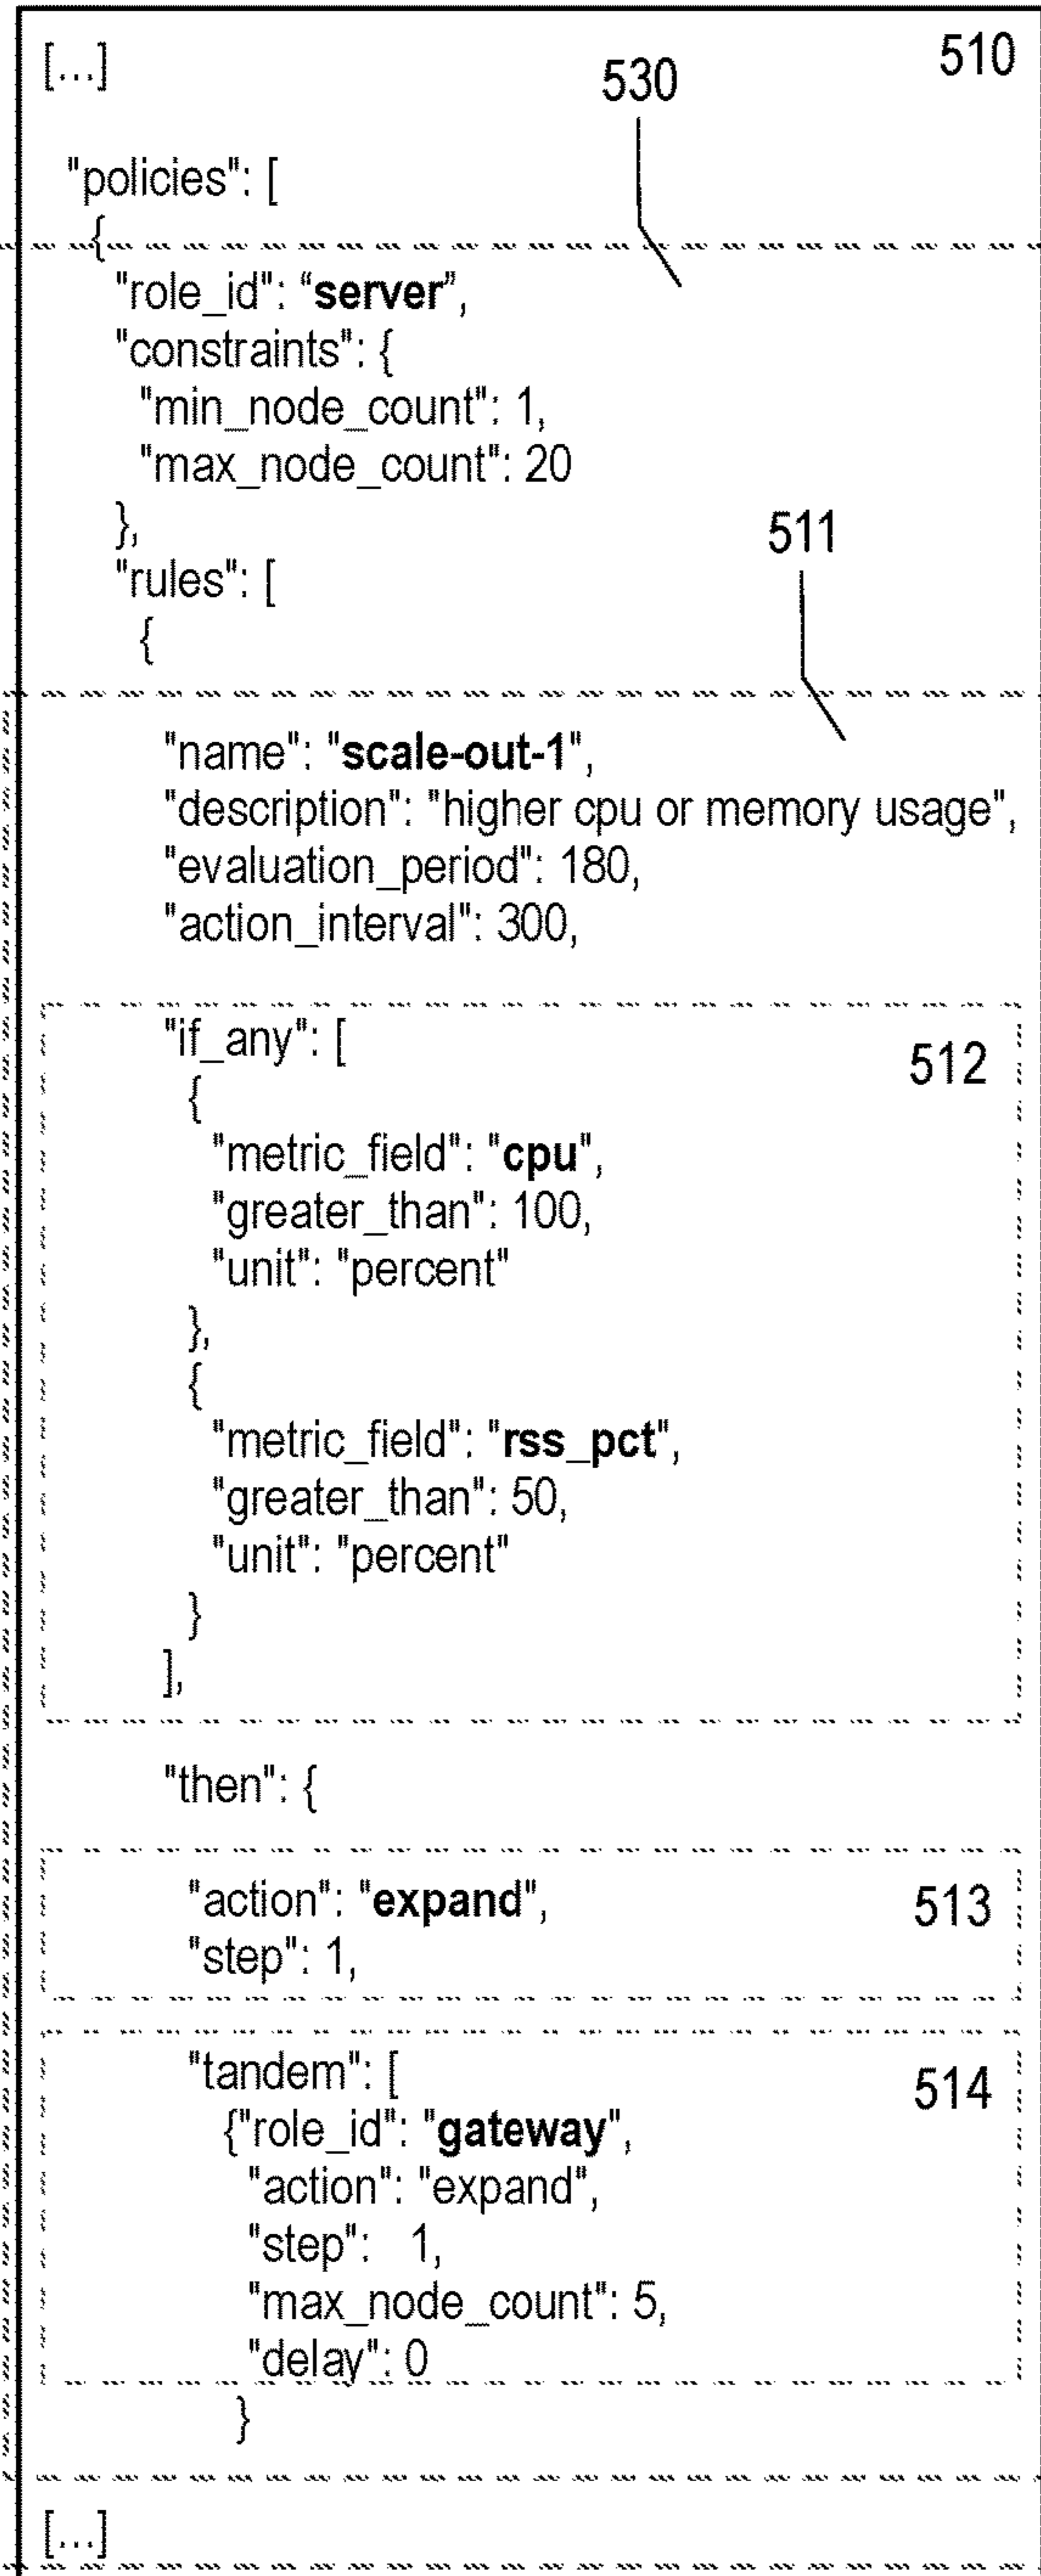 [...] 510
530
"policies": [
{
"role_id": “server”,
"constraints": {
"min_node_count": 1,
"max_node_count": 20
},
511
"rules": [
{
"name": "scale-out-1",
"description": "higher cpu or memory usage",
"evaluation_period": 180,
"action_interval": 300,
"if_any": [
512
{
"metric_field": "cpu",
"greater_than": 100,
"unit": "percent"
},
{
"metric_field": "rss_pct",
"greater_than": 50,
"unit": "percent"
}
],
"then": {
"action": "expand",
513
"step": 1,
"tandem": [
514
{"role_id": "gateway",
"action": "expand",
"step": 1,
"max_node_count": 5,
"delay": 0
}
[...]